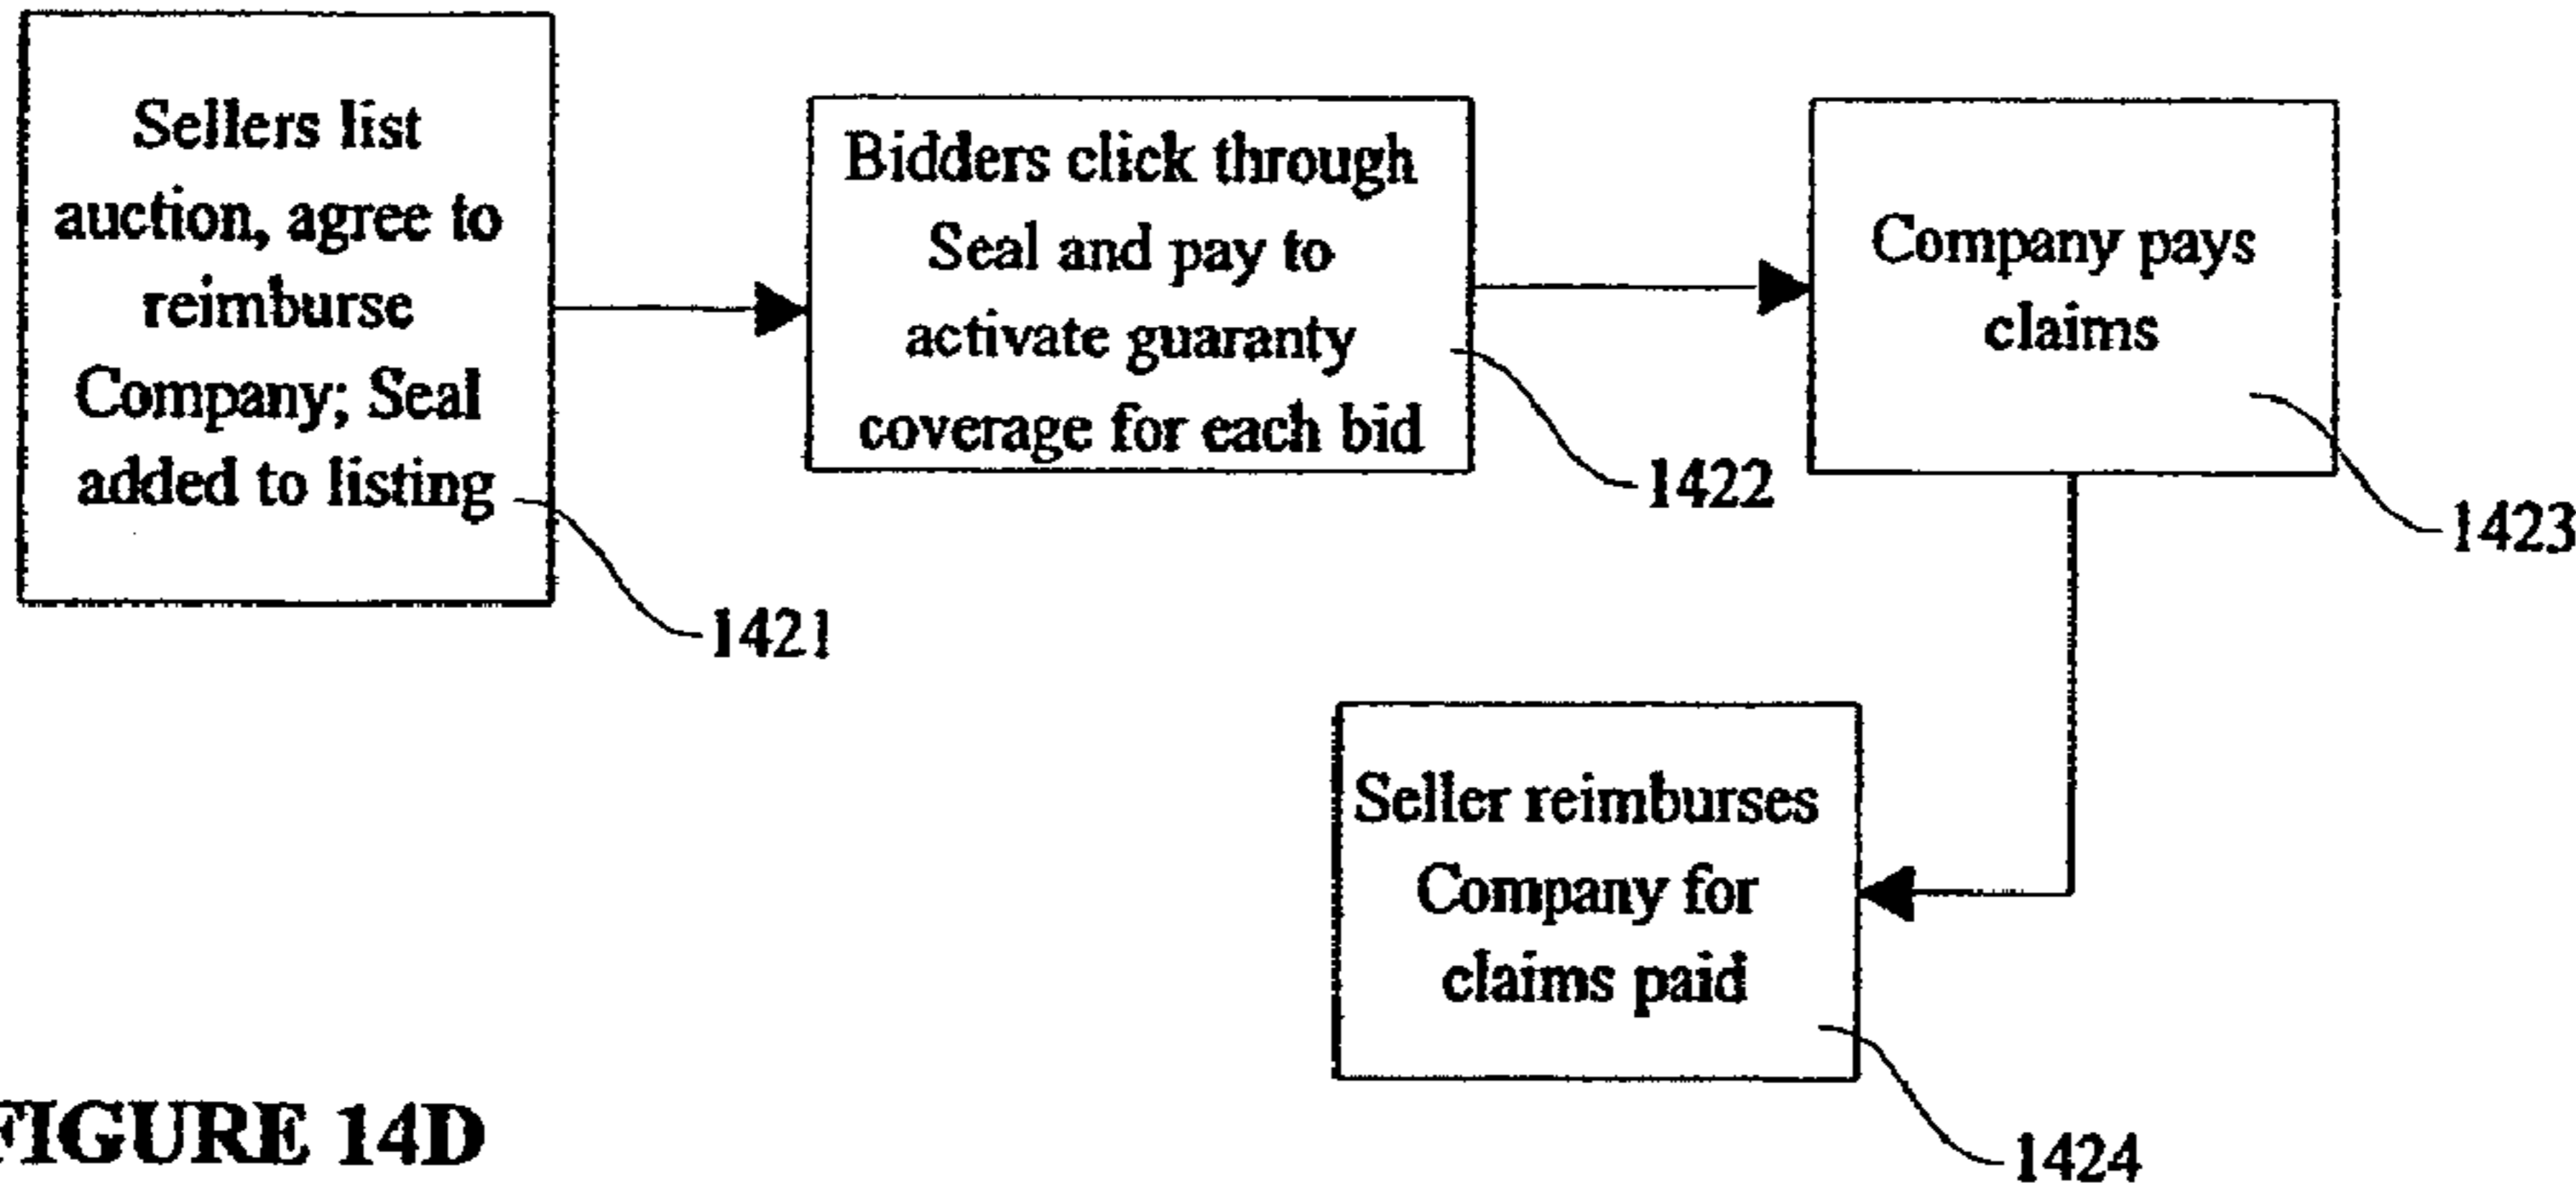 Sellers list
auction, agree to
reimburse
Company; Seal
added to listing
1421
Bidders click through
Seal and pay to
activate guaranty
coverage for each bid
1422
Company pays
claims
1423
Seller reimburses
Company for
claims paid
1424
FIGURE 14D